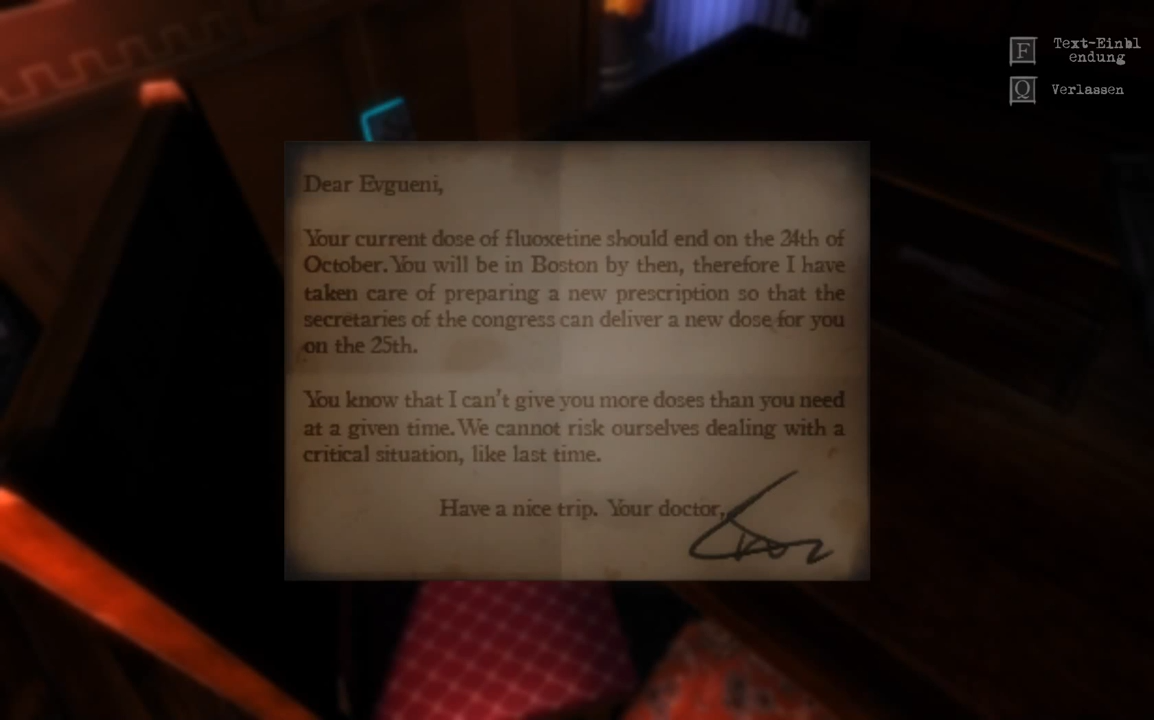 F Text-Einbl
endung
Q Verlassen
Dear Evgueni,
Your current dose of fluoxetine should end on the 24th of
October. You will be in Boston by then, therefore I have
taken care of preparing a new prescription so that the
secretaries of the congress can deliver a new dose for you
on the 25th.
You know that I can't give you more doses than you need
at a given time. We cannot risk ourselves dealing with a
critical situation, like last time.
Have a nice trip. Your doctor,